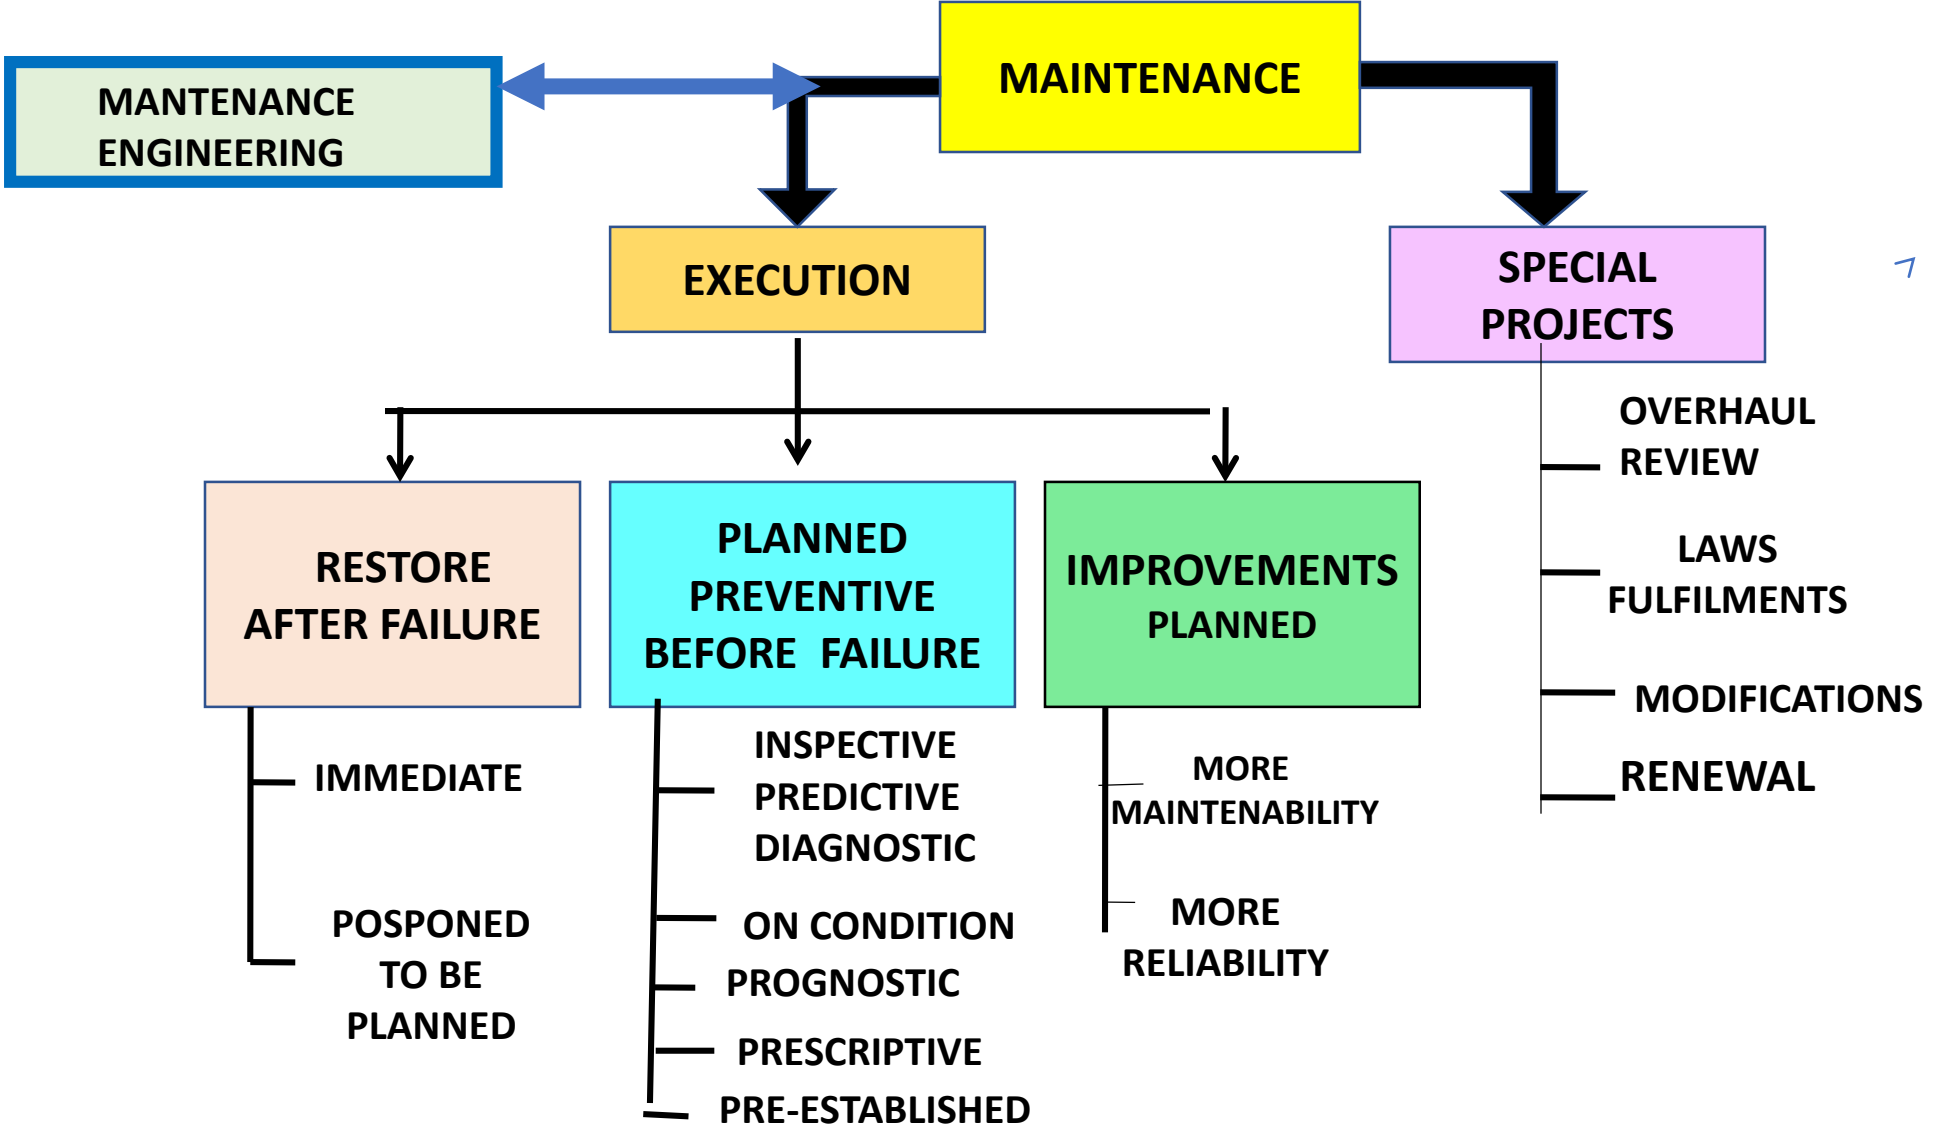 MANTENANCE
ENGINEERING
MAINTENANCE
EXECUTION
SPECIAL
PROJECTS
RESTORE
AFTER FAILURE
IMMEDIATE
POSPONED
TO BE
PLANNED
PLANNED
PREVENTIVE
BEFORE FAILURE
INSPECTIVE
PREDICTIVE
DIAGNOSTIC
ON CONDITION
PROGNOSTIC
PRESCRIPTIVE
PRE-ESTABLISHED
IMPROVEMENTS
PLANNED
MORE
MAINTENABILITY
MORE
RELIABILITY
OVERHAUL
REVIEW
LAWS
FULFILMENTS
MODIFICATIONS
RENEWAL